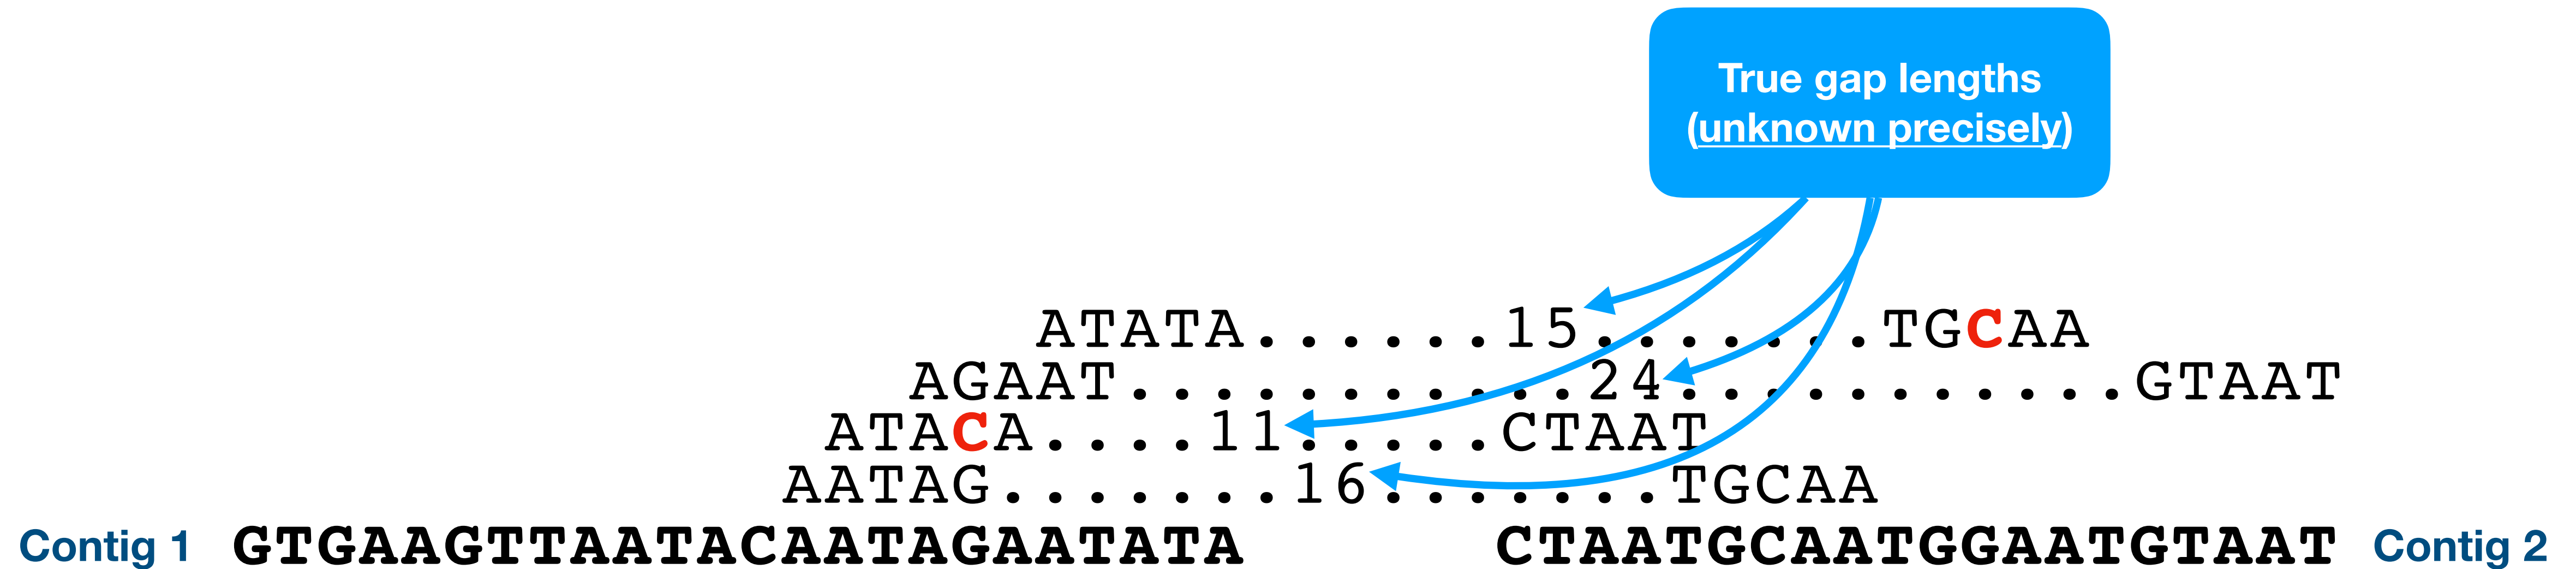 True gap lengths
(unknown precisely)
ATATA......15.......TGCAA
AGAAT...........24...........GTAAT
ATACA....11.....CTAAT
AATAG.......16.......TGCAA
Contig 1 GTGAAGTTAATACAATAGAATATA CTAATGCAATGGAATGTAAT Contig 2